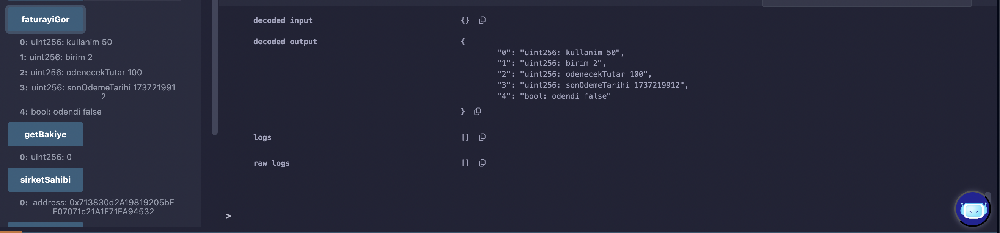 faturayiGor
0: uint256: kullanim 50
1: uint256: birim 2
2: uint256: odenecekTutar 100
3: uint256: sonOdemeTarihi 173721991
2
4: bool: odendi false
getBakiye
0: uint256: 0
sirketSahibi
0: address: 0x713830d2A19819205bF
F07071c21A1F71FA94532
decoded input {}
decoded output {
"0": "uint256: kullanim 50",
"1": "uint256: birim 2",
"2": "uint256: odenecekTutar 100",
"3": "uint256: sonOdemeTarihi 1737219912",
"4": "bool: odendi false"
}
logs []
raw logs []
>